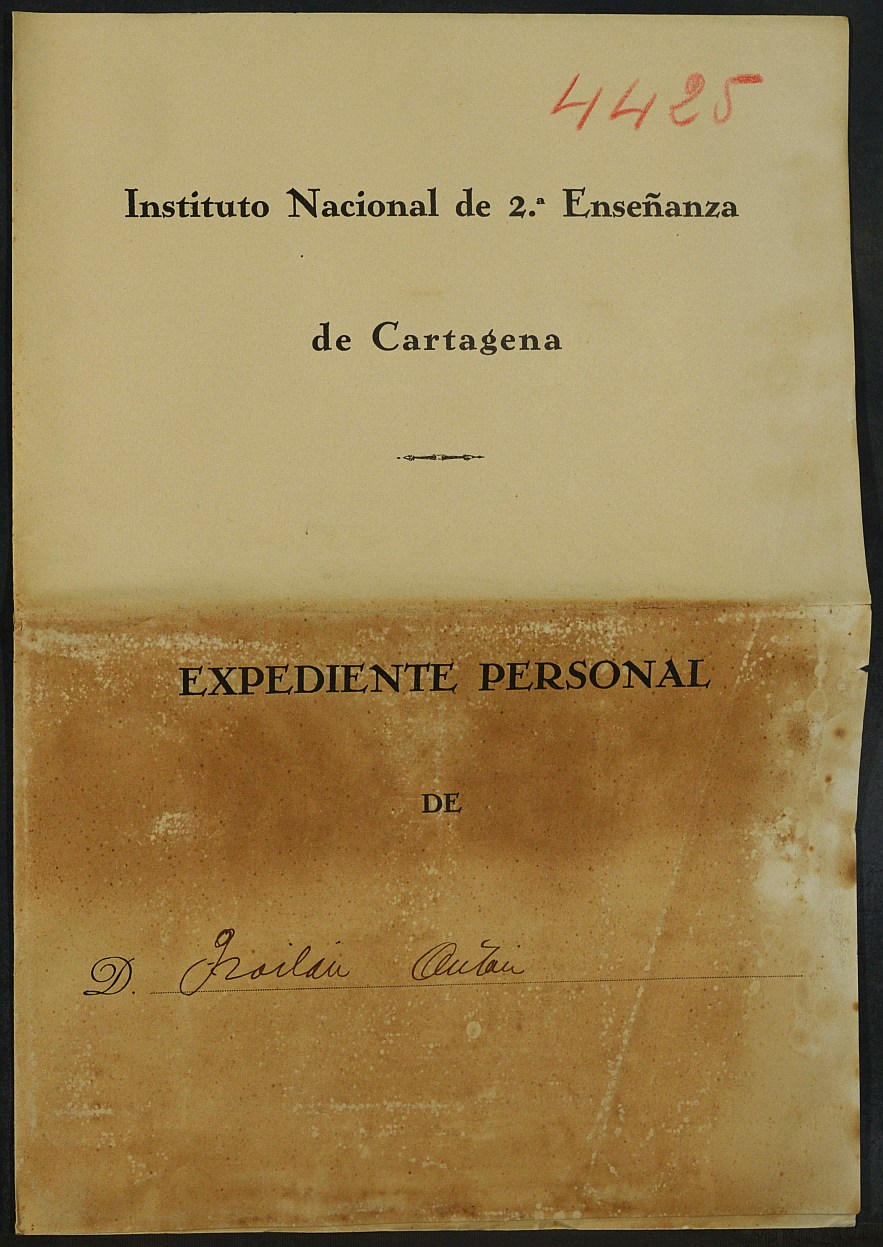 4425
Instituto Nacional de 2.ª Enseñanza
de Cartagena
EXPEDIENTE PERSONAL
DE
D. Froilán Antón